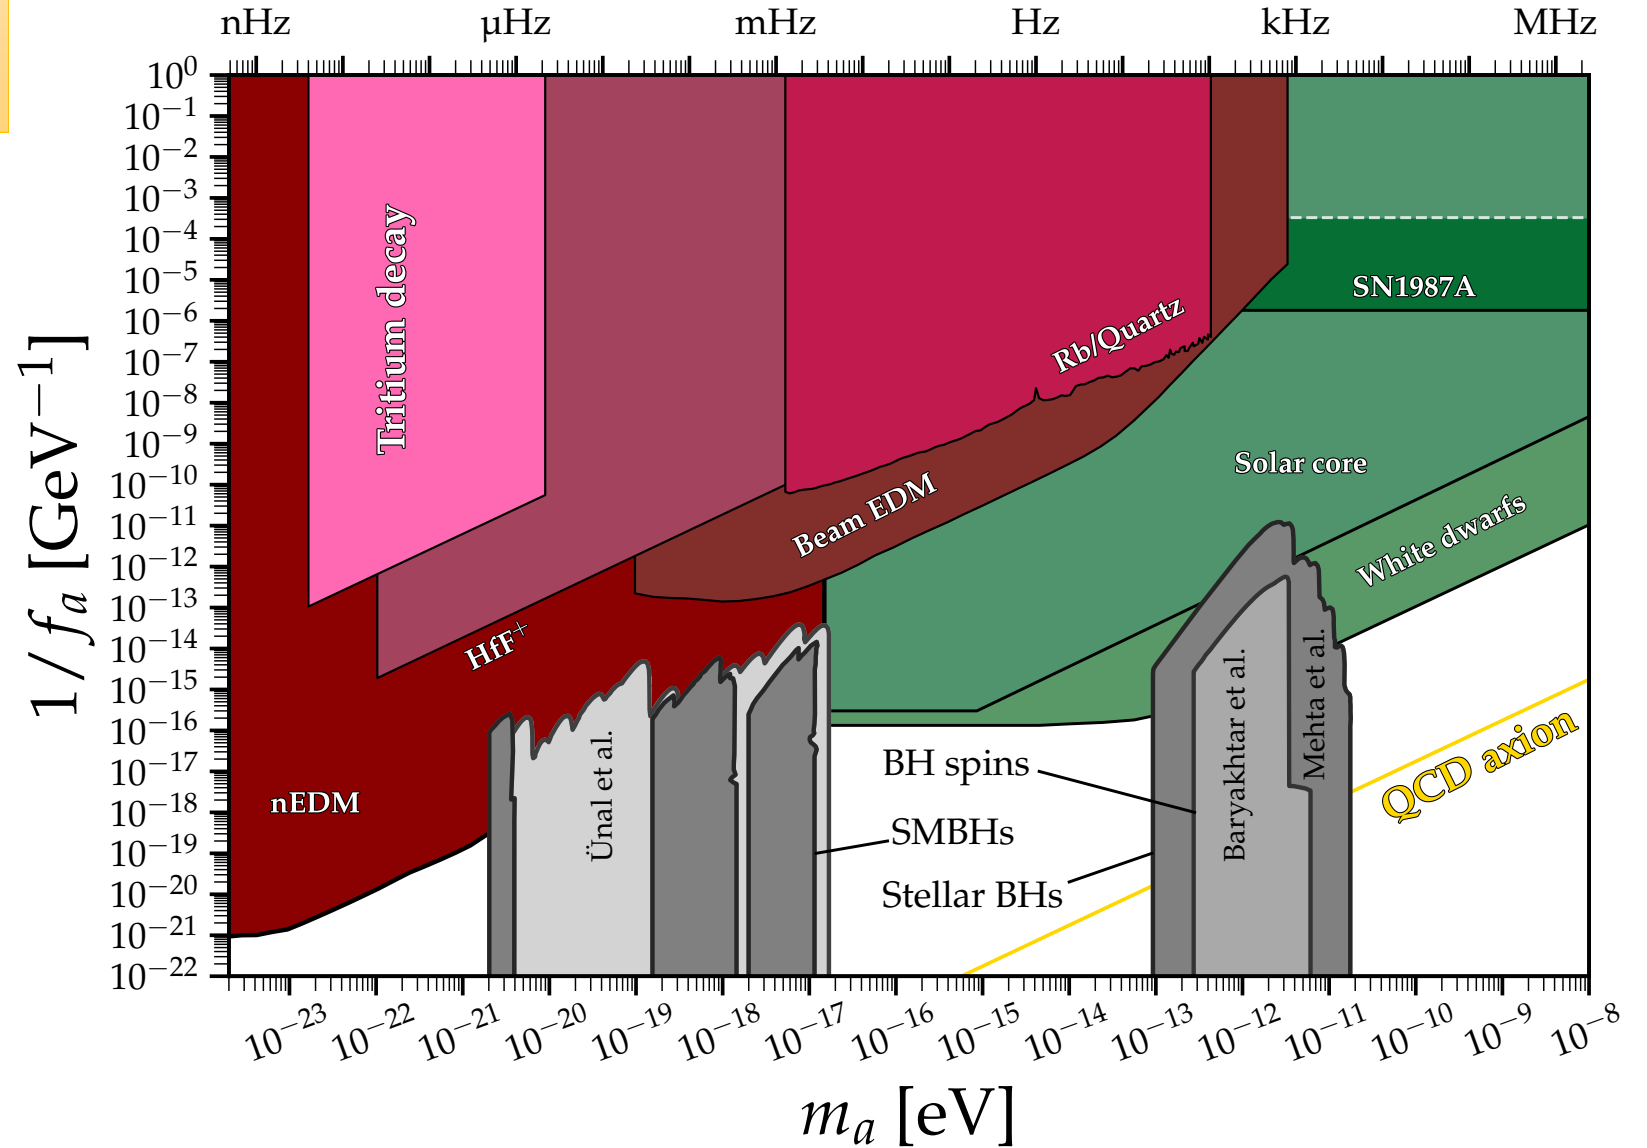 nHz μHz mHz Hz kHz MHz
10⁰
10⁻¹
10⁻²
10⁻³
10⁻⁴
10⁻⁵
10⁻⁶
10⁻⁷
10⁻⁸
10⁻⁹
10⁻¹⁰
10⁻¹¹
10⁻¹²
10⁻¹³
10⁻¹⁴
10⁻¹⁵
10⁻¹⁶
10⁻¹⁷
10⁻¹⁸
10⁻¹⁹
10⁻²⁰
10⁻²¹
10⁻²²
1/fₐ [GeV⁻¹]
Tritium decay
SN1987A
Rb/Quartz
Solar core
Beam EDM
White dwarfs
HfF⁺
nEDM
Ünal et al.
BH spins
SMBHs
Stellar BHs
Baryakhtar et al.
Mehta et al.
QCD axion
10⁻²³ 10⁻²² 10⁻²¹ 10⁻²⁰ 10⁻¹⁹ 10⁻¹⁸ 10⁻¹⁷ 10⁻¹⁶ 10⁻¹⁵ 10⁻¹⁴ 10⁻¹³ 10⁻¹² 10⁻¹¹ 10⁻¹⁰ 10⁻⁹ 10⁻⁸
mₐ [eV]